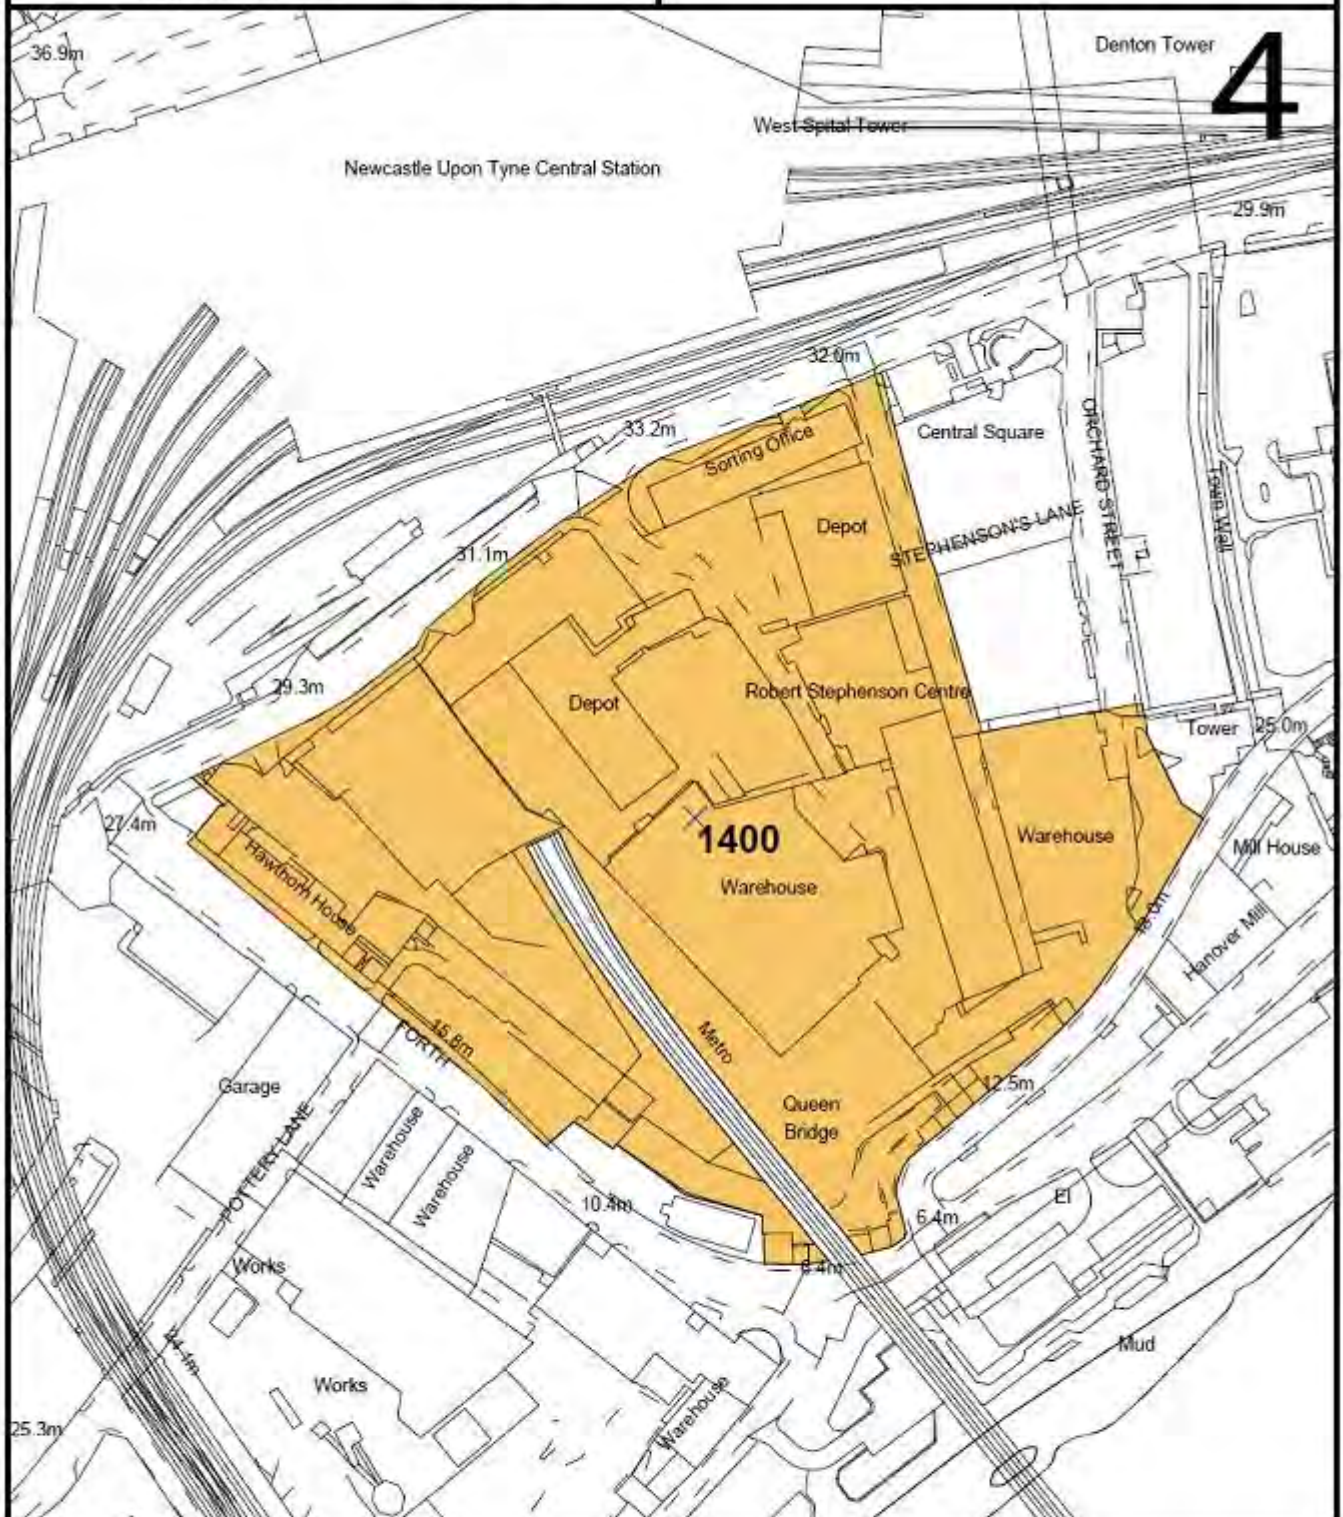 Denton Tower
4
36.9m
West Spital Tower
Newcastle Upon Tyne Central Station
29.9m
32.0m
33.2m
Central Square
Sorting Office
ORCHARD STREET
Town Wall
Depot
STEPHENSON'S LANE
31.1m
29.3m
Depot
Robert Stephenson Centre
Tower
25.0m
27.4m
1400
Warehouse
Mill House
Hawthorn House
Warehouse
Hanover Mill
15.8m
FORTH
Metro
Garage
12.5m
Queen
Bridge
POTTERY LANE
Warehouse
Warehouse
10.4m
El
6.4m
Works
Mud
Works
Warehouse
25.3m